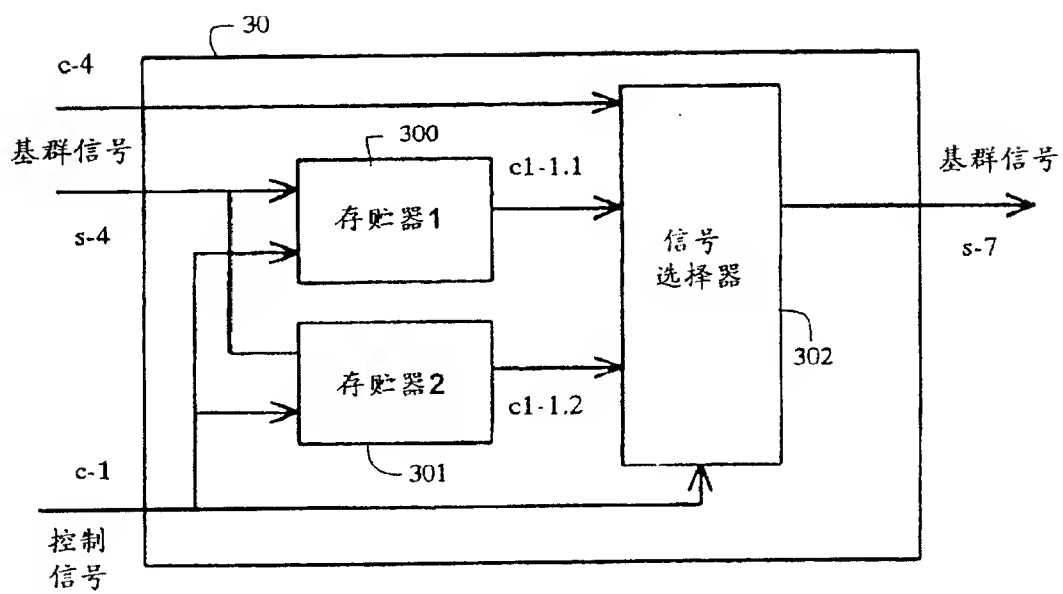 30
c-4
基群信号
s-4
300
存贮器1
c1-1.1
信号
选择器
302
基群信号
s-7
存贮器2
c1-1.2
301
c-1
控制
信号